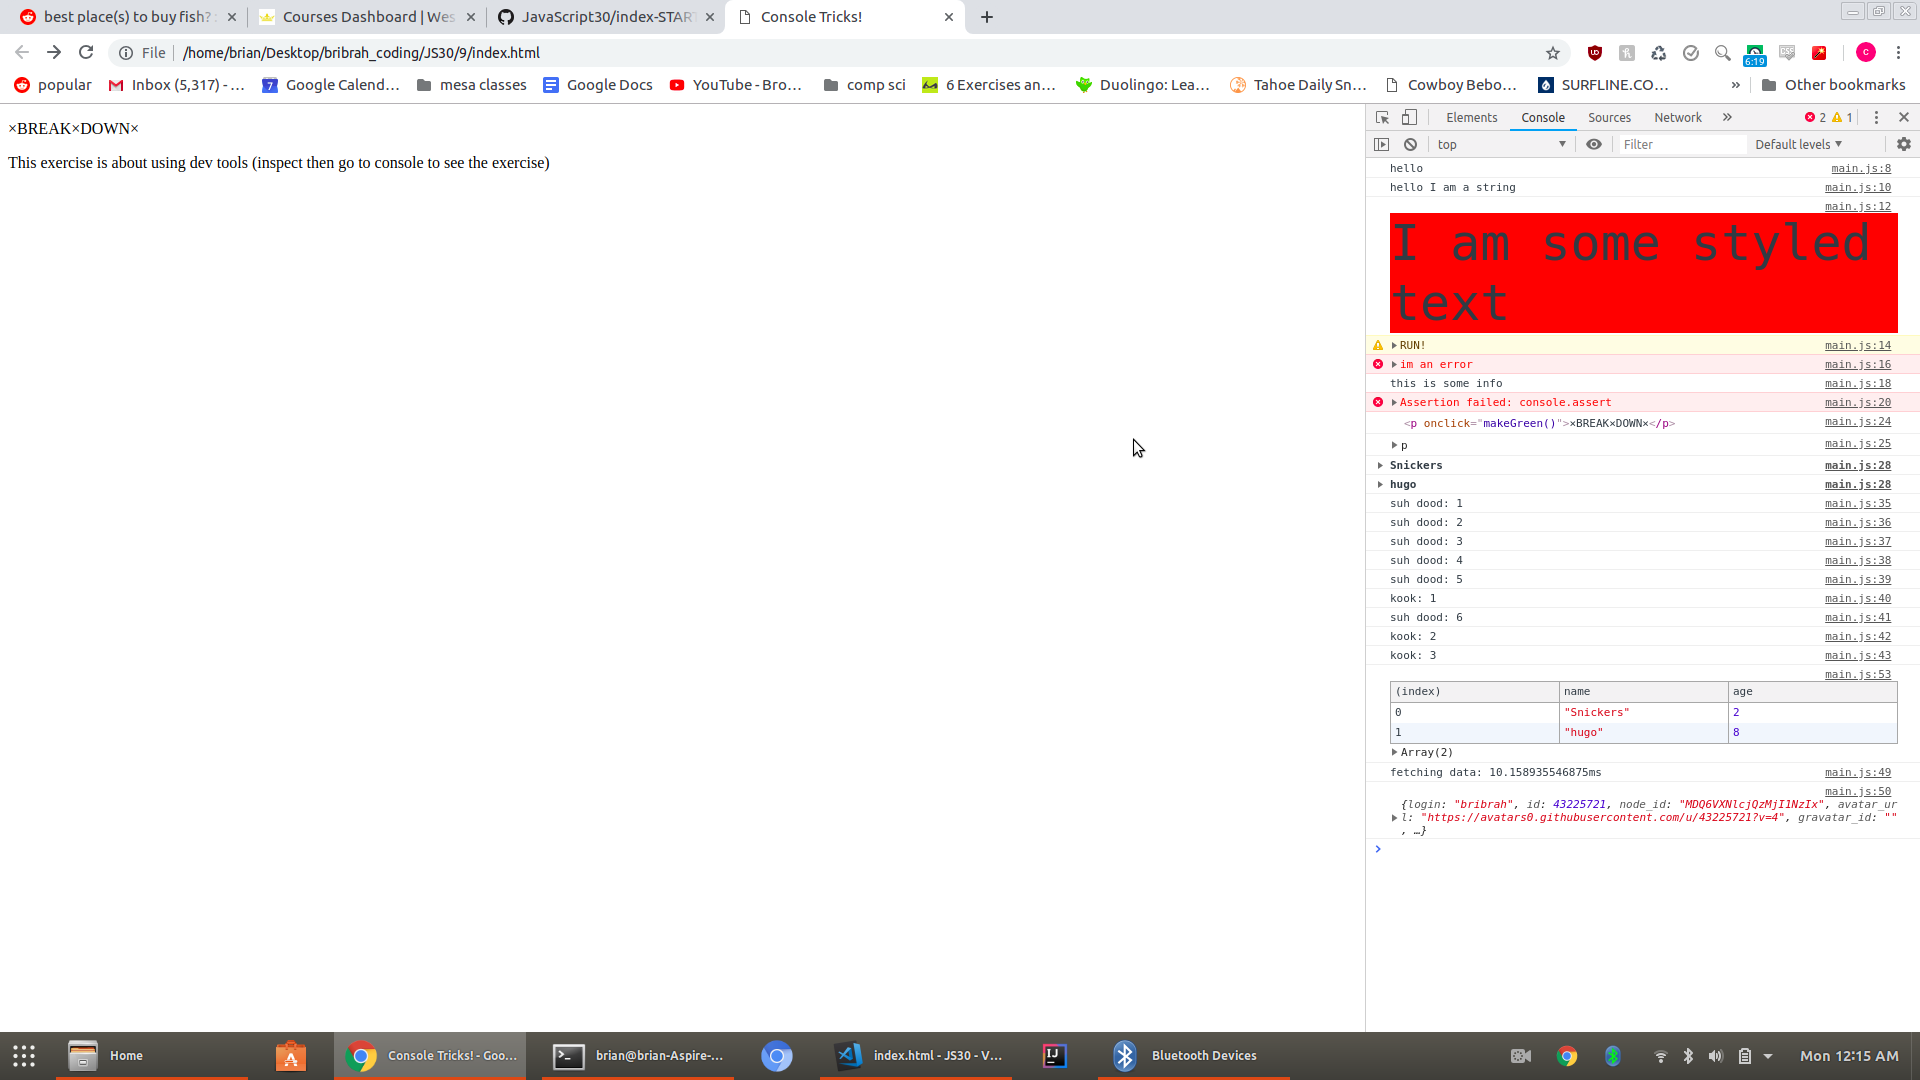 best place(s) to buy fish? :
Courses Dashboard | Wes
JavaScript30/index-START
Console Tricks!
File
/home/brian/Desktop/bribrah_coding/JS30/9/index.html
6:19
C
popular
Inbox (5,317) - ...
Google Calend...
mesa classes
Google Docs
YouTube - Bro...
comp sci
6 Exercises an...
Duolingo: Lea...
Tahoe Daily Sn...
Cowboy Bebo...
SURFLINE.CO...
»
Other bookmarks
×BREAK×DOWN×
This exercise is about using dev tools (inspect then go to console to see the exercise)
Elements
Console
Sources
Network
»
2
1
top
Filter
Default levels
hello main.js:8
hello I am a string main.js:10
main.js:12
I am some styled
text
RUN! main.js:14
im an error main.js:16
this is some info main.js:18
Assertion failed: console.assert main.js:20
<p onclick="makeGreen()">×BREAK×DOWN×</p> main.js:24
p main.js:25
Snickers main.js:28
hugo main.js:28
suh dood: 1 main.js:35
suh dood: 2 main.js:36
suh dood: 3 main.js:37
suh dood: 4 main.js:38
suh dood: 5 main.js:39
kook: 1 main.js:40
suh dood: 6 main.js:41
kook: 2 main.js:42
kook: 3 main.js:43
main.js:53
(index) name age
0 "Snickers" 2
1 "hugo" 8
Array(2)
fetching data: 10.158935546875ms main.js:49
main.js:50
{login: "bribrah", id: 43225721, node_id: "MDQ6VXNlcjQzMjI1NzIx", avatar_ur
l: "https://avatars0.githubusercontent.com/u/43225721?v=4", gravatar_id: ""
, …}
Home
Console Tricks! - Goo...
brian@brian-Aspire-...
index.html - JS30 - V...
IJ
Bluetooth Devices
Mon 12:15 AM